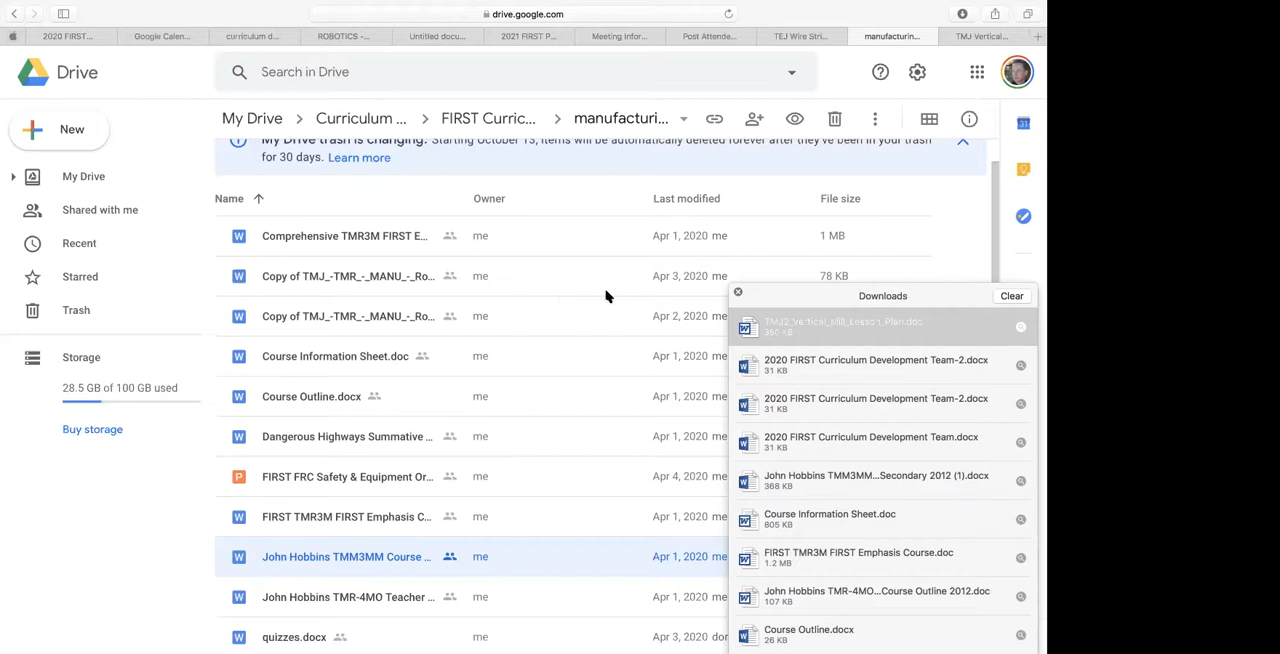 drive.google.com
2020 FIRST...
Google Calen...
curriculum d...
ROBOTICS -...
Untitled docu...
2021 FIRST P...
Meeting Infor...
Post Attende...
TEJ Wire Stri...
manufacturin...
TMJ Vertical...
Drive
Search in Drive
New
My Drive
Curriculum ...
FIRST Curric...
manufacturi...
My Drive trash is changing. Starting October 13, items will be automatically deleted forever after they've been in your trash
for 30 days. Learn more
My Drive
Shared with me
Recent
Starred
Trash
Storage
28.5 GB of 100 GB used
Buy storage
Name
Owner
Last modified
File size
Comprehensive TMR3M FIRST E...
me
Apr 1, 2020 me
1 MB
Copy of TMJ_-TMR_-_MANU_-_Ro...
me
Apr 3, 2020 me
78 KB
Copy of TMJ_-TMR_-_MANU_-_Ro...
me
Apr 2, 2020 me
Course Information Sheet.doc
me
Apr 1, 2020 me
Course Outline.docx
me
Apr 1, 2020 me
Dangerous Highways Summative ...
me
Apr 1, 2020 me
FIRST FRC Safety & Equipment Or...
me
Apr 4, 2020 me
FIRST TMR3M FIRST Emphasis C...
me
Apr 1, 2020 me
John Hobbins TMM3MM Course ...
me
Apr 1, 2020 me
John Hobbins TMR-4MO Teacher ...
me
Apr 1, 2020 me
quizzes.docx
me
Apr 3, 2020 dor
Downloads
Clear
TMJ2_Vertical_Mill_Lesson_Plan.doc
360 KB
2020 FIRST Curriculum Development Team-2.docx
31 KB
2020 FIRST Curriculum Development Team-2.docx
31 KB
2020 FIRST Curriculum Development Team.docx
31 KB
John Hobbins TMM3MM...Secondary 2012 (1).docx
368 KB
Course Information Sheet.doc
805 KB
FIRST TMR3M FIRST Emphasis Course.doc
1.2 MB
John Hobbins TMR-4MO...Course Outline 2012.doc
107 KB
Course Outline.docx
26 KB
31